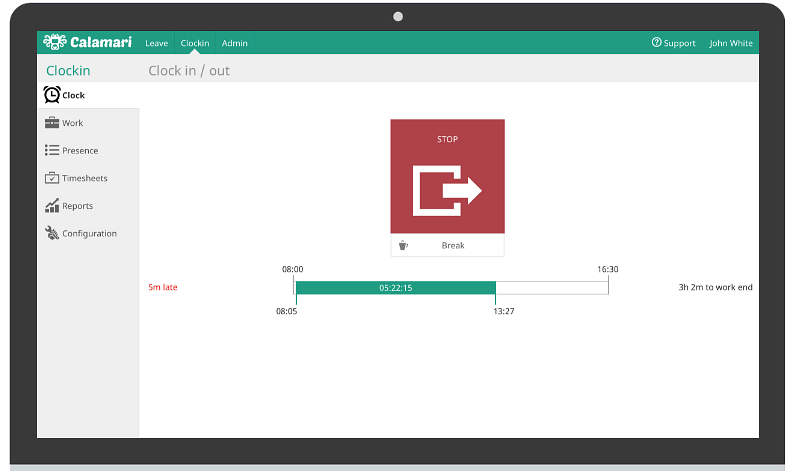 Calamari Leave Clockin Admin Support John White
Clockin Clock in / out
Clock
Work
Presence
Timesheets
Reports
Configuration
STOP
Break
08:00 16:30
5m late 05:22:15 3h 2m to work end
08:05 13:27